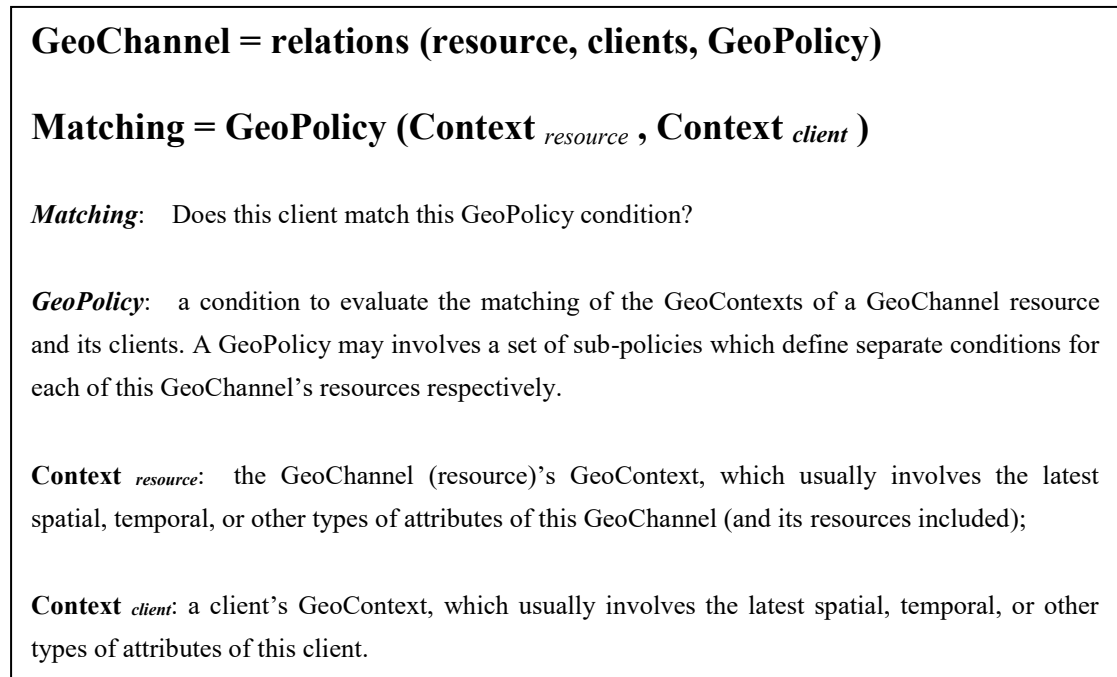 GeoChannel = relations (resource, clients, GeoPolicy)
Matching = GeoPolicy (Context resource , Context client )
Matching: Does this client match this GeoPolicy condition?
GeoPolicy: a condition to evaluate the matching of the GeoContexts of a GeoChannel resource
and its clients. A GeoPolicy may involves a set of sub-policies which define separate conditions for
each of this GeoChannel’s resources respectively.
Context resource: the GeoChannel (resource)’s GeoContext, which usually involves the latest
spatial, temporal, or other types of attributes of this GeoChannel (and its resources included);
Context client: a client’s GeoContext, which usually involves the latest spatial, temporal, or other
types of attributes of this client.